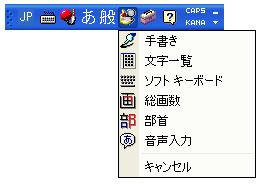 JP あ 般 ? CAPS KANA
手書き
文字一覧
ソフト キーボード
総画数
部首
音声入力
キャンセル